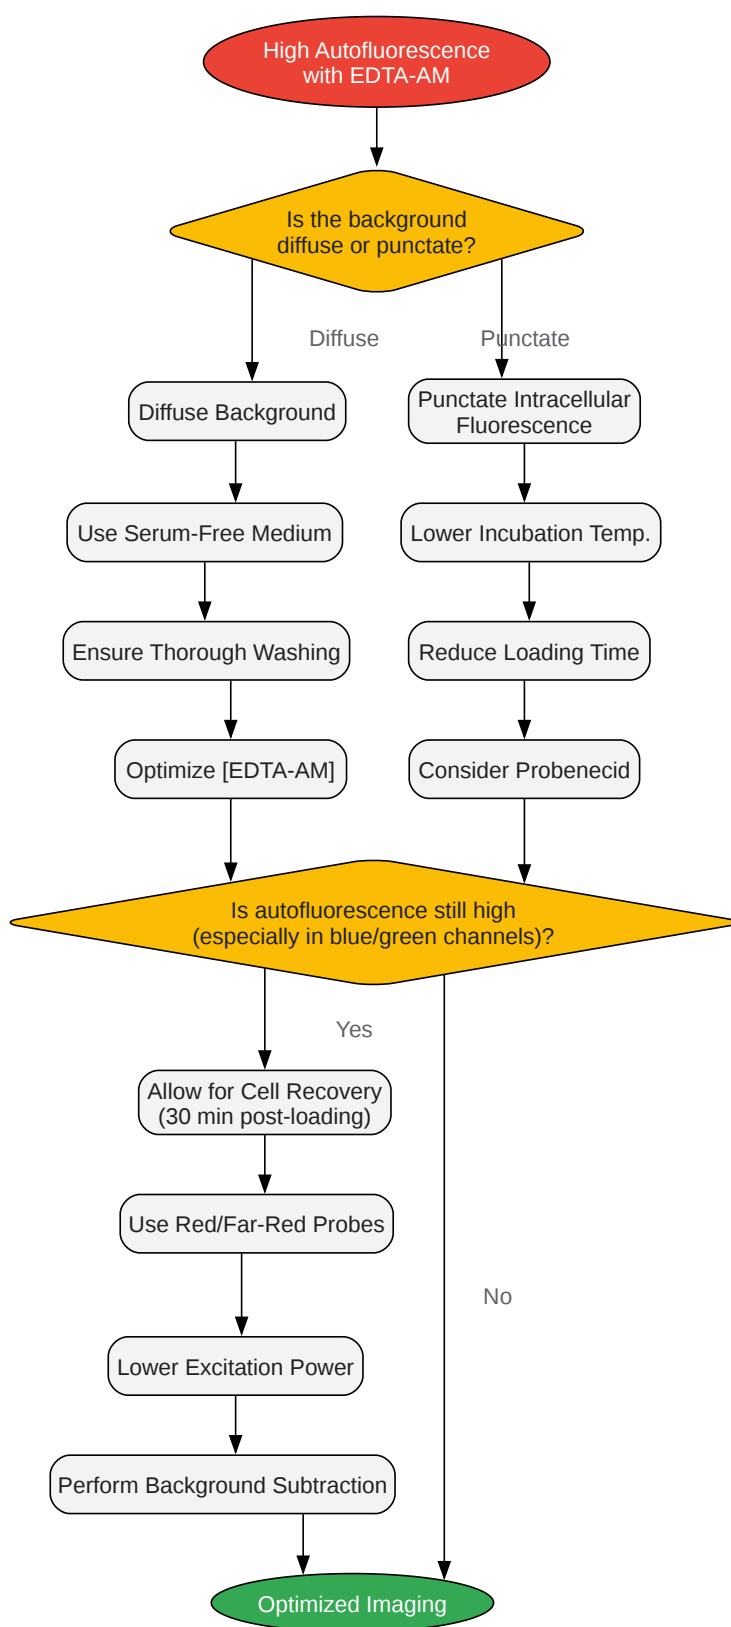 High Autofluorescence
with EDTA-AM
Is the background
diffuse or punctate?
Diffuse
Punctate
Diffuse Background
Punctate Intracellular
Fluorescence
Use Serum-Free Medium
Lower Incubation Temp.
Ensure Thorough Washing
Reduce Loading Time
Optimize [EDTA-AM]
Consider Probenecid
Is autofluorescence still high
(especially in blue/green channels)?
Yes
Allow for Cell Recovery
(30 min post-loading)
Use Red/Far-Red Probes
No
Lower Excitation Power
Perform Background Subtraction
Optimized Imaging